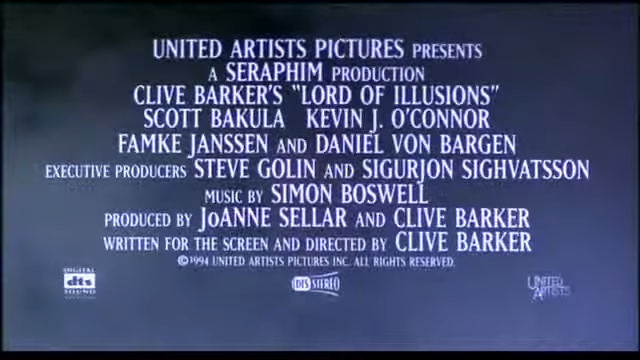 UNITED ARTISTS PICTURES PRESENTS
A SERAPHIM PRODUCTION
CLIVE BARKER'S "LORD OF ILLUSIONS"
SCOTT BAKULA KEVIN J. O'CONNOR
FAMKE JANSSEN AND DANIEL VON BARGEN
EXECUTIVE PRODUCERS STEVE GOLIN AND SIGURJON SIGHVATSSON
MUSIC BY SIMON BOSWELL
PRODUCED BY JoANNE SELLAR AND CLIVE BARKER
WRITTEN FOR THE SCREEN AND DIRECTED BY CLIVE BARKER
©1994 UNITED ARTISTS PICTURES INC. ALL RIGHTS RESERVED.
DIGITAL
dts
SOUND
DTS STEREO
UNITED
ARTISTS